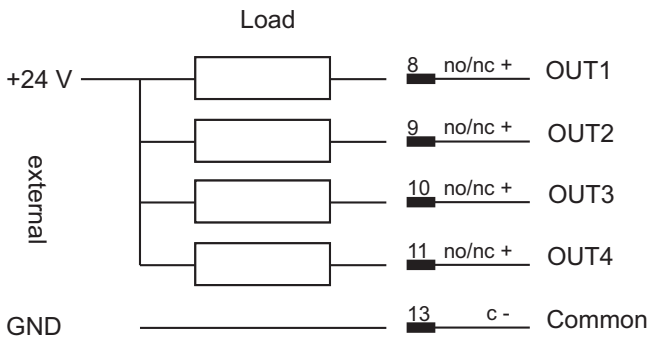 Load
+24 V
8 no/nc + OUT1
9 no/nc + OUT2
external
10 no/nc + OUT3
11 no/nc + OUT4
GND
13 c - Common